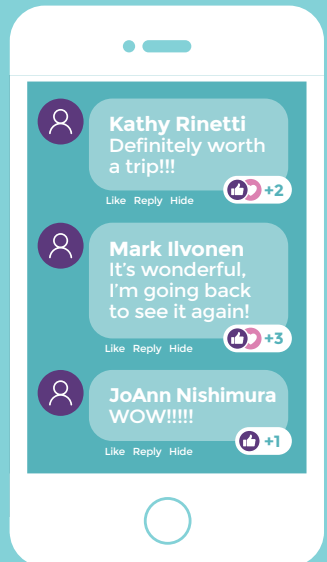 Kathy Rinetti
Definitely worth
a trip!!!
+2
Like Reply Hide
Mark Ilvonen
It’s wonderful,
I’m going back
to see it again!
+3
Like Reply Hide
JoAnn Nishimura
WOW!!!!!
+1
Like Reply Hide